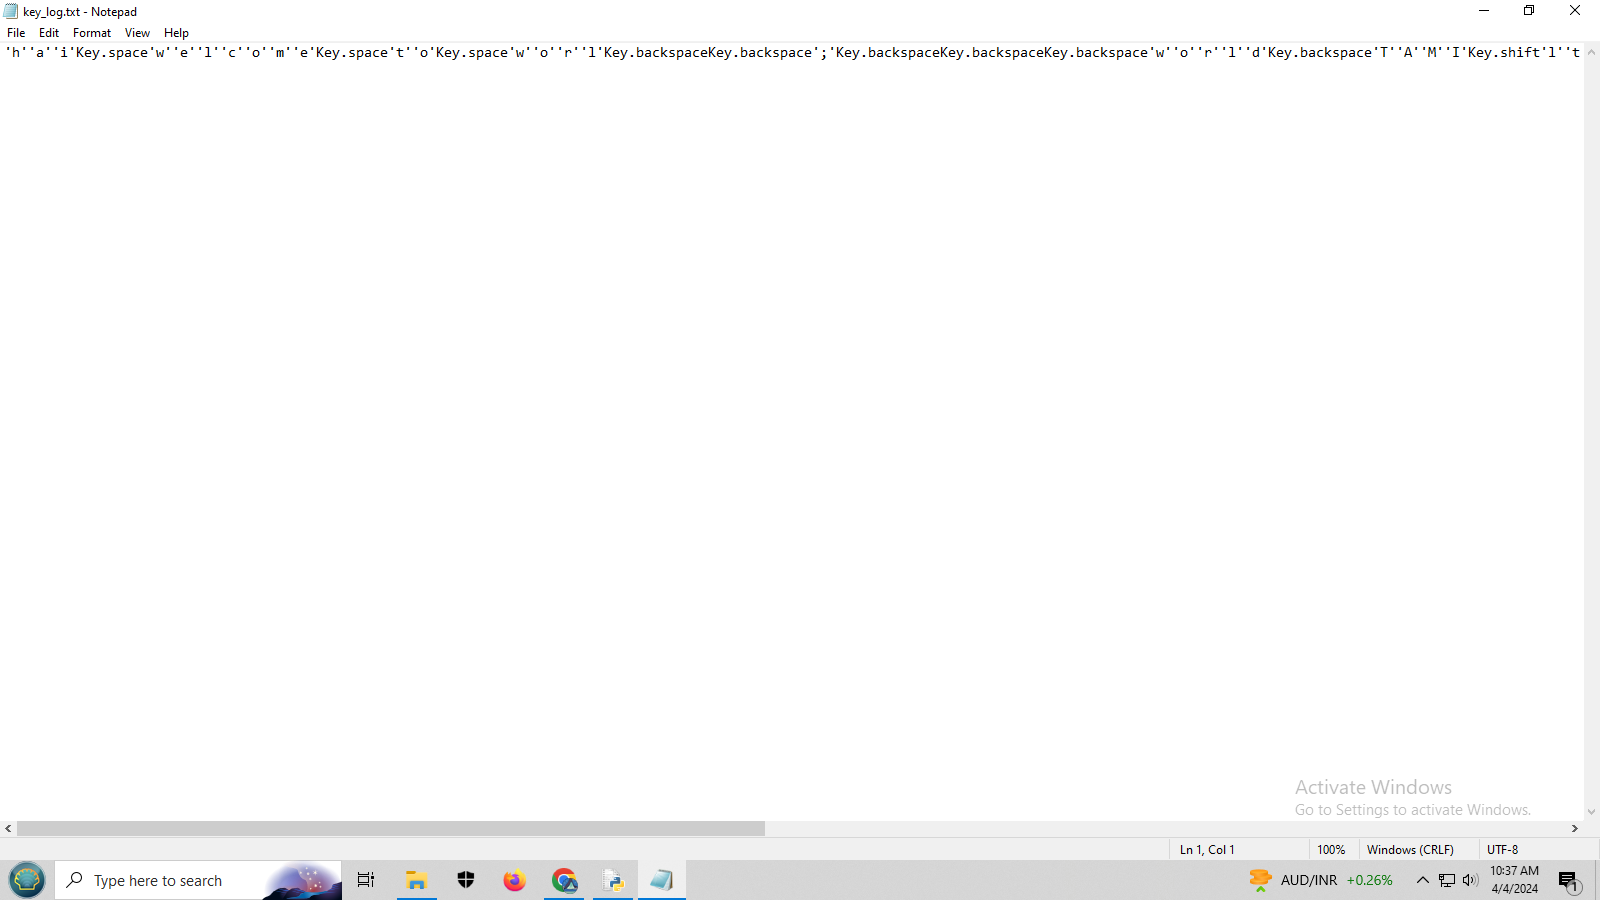 key_log.txt - Notepad
File Edit Format View Help
'h''a''i'Key.space'w''e''l''c''o''m''e'Key.space't''o'Key.space'w''o''r''l'Key.backspaceKey.backspace';'Key.backspaceKey.backspaceKey.backspace'w''o''r''l''d'Key.backspace'T''A''M''I'Key.shift'l''t
Activate Windows
Go to Settings to activate Windows.
Ln 1, Col 1 100% Windows (CRLF) UTF-8
Type here to search AUD/INR +0.26% 10:37 AM
4/4/2024 1